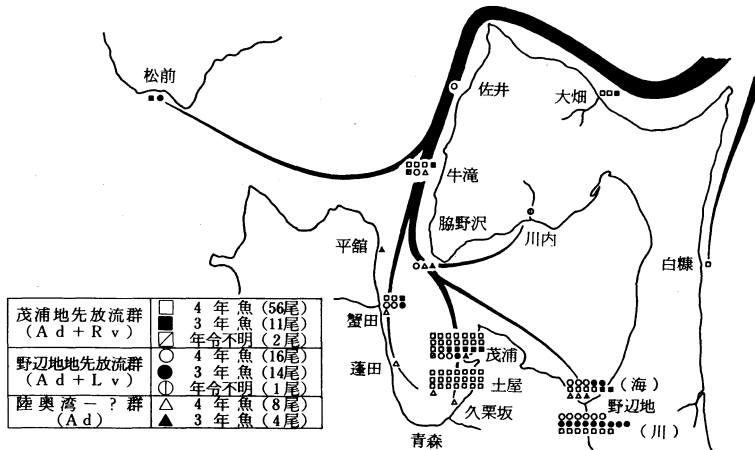 松前
佐井
大畑
牛滝
脇野沢
川内
平舘
白糠
蟹田
蓬田
茂浦
土屋
久栗坂
青森
(海)
野辺地
(川)
茂浦地先放流群
(Ad+Rv)
□ 4年魚(56尾)
■ 3年魚(11尾)
年令不明(2尾)
野辺地地先放流群
(Ad+Lv)
○ 4年魚(16尾)
● 3年魚(14尾)
年令不明(1尾)
陸奥湾-?群
(Ad)
△ 4年魚(8尾)
▲ 3年魚(4尾)